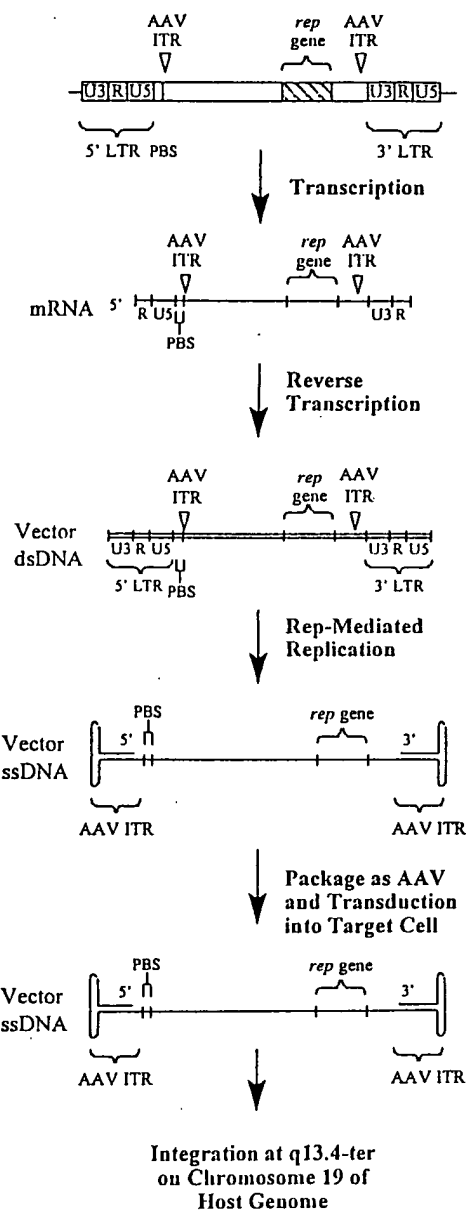 AAV ITR
rep gene
AAV ITR
U3 R U5
U3 R U5
5' LTR PBS
3' LTR
Transcription
AAV ITR
rep gene
AAV ITR
mRNA 5'
R U5
U3 R
PBS
Reverse
Transcription
AAV ITR
rep gene
AAV ITR
Vector
dsDNA
U3 R U5
U3 R U5
5' LTR
PBS
3' LTR
Rep-Mediated
Replication
PBS
rep gene
Vector
ssDNA
5'
3'
AAV ITR
AAV ITR
Package as AAV
and Transduction
into Target Cell
PBS
rep gene
Vector
ssDNA
5'
3'
AAV ITR
AAV ITR
Integration at q13.4-ter
on Chromosome 19 of
Host Genome